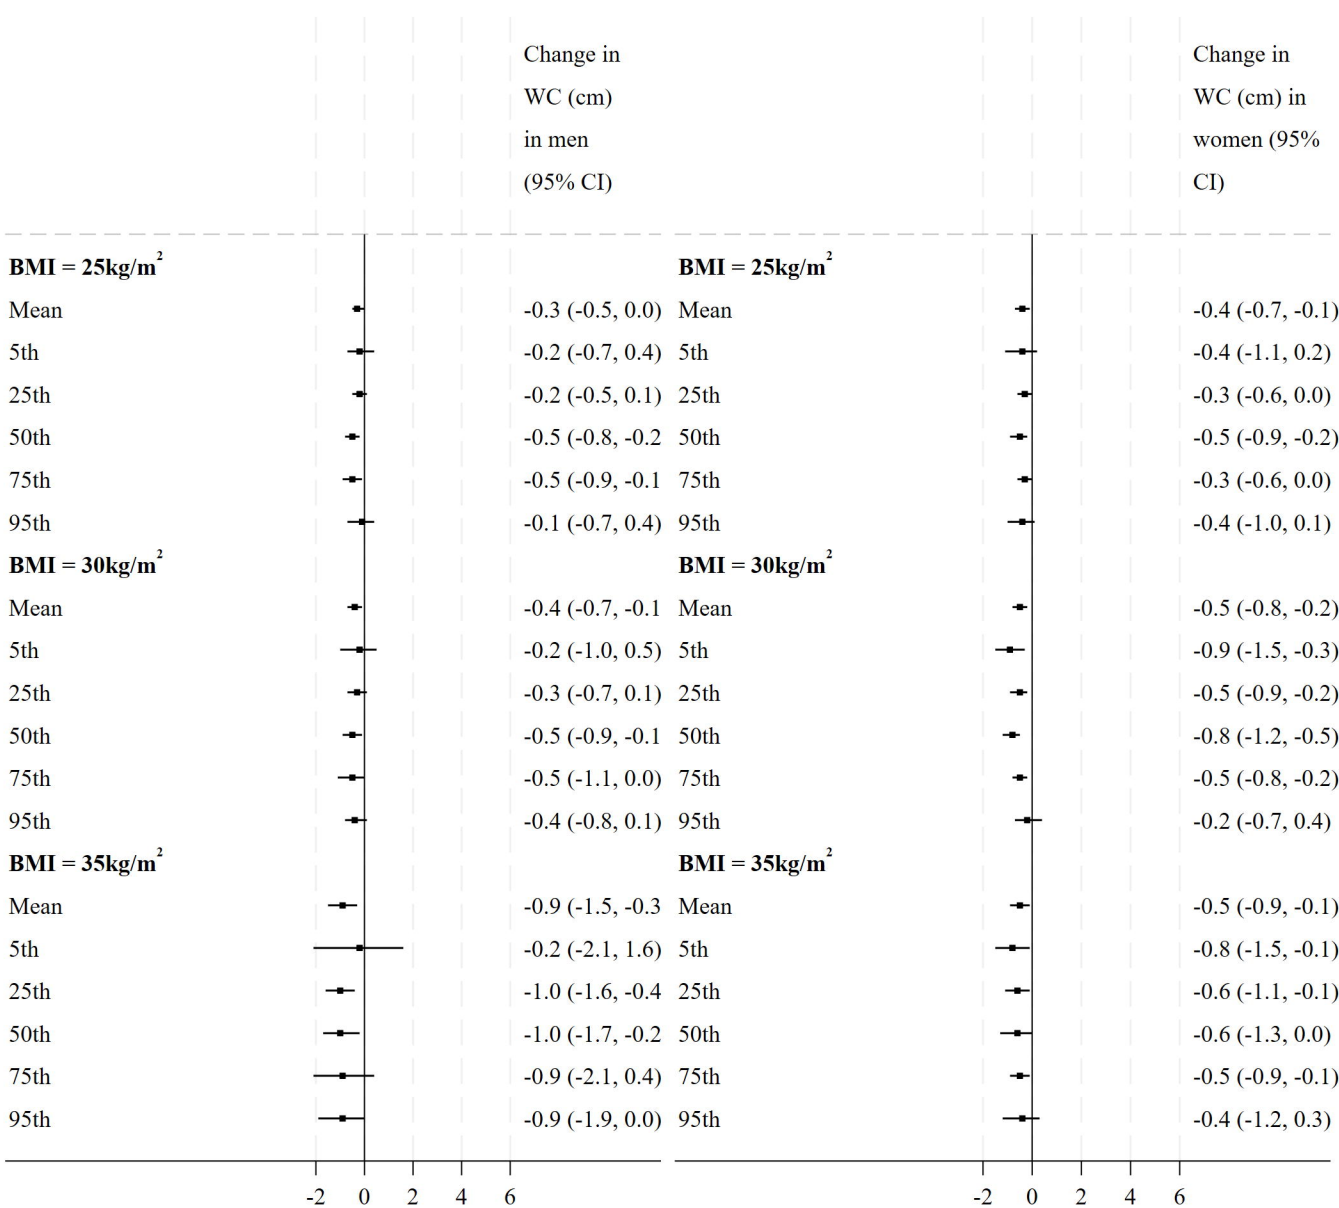 Change in
WC (cm)
in men
(95% CI)
Change in
WC (cm) in
women (95%
CI)
BMI = 25kg/m²
Mean -0.3 (-0.5, 0.0)
5th -0.2 (-0.7, 0.4)
25th -0.2 (-0.5, 0.1)
50th -0.5 (-0.8, -0.2
75th -0.5 (-0.9, -0.1
95th -0.1 (-0.7, 0.4)
BMI = 30kg/m²
Mean -0.4 (-0.7, -0.1
5th -0.2 (-1.0, 0.5)
25th -0.3 (-0.7, 0.1)
50th -0.5 (-0.9, -0.1
75th -0.5 (-1.1, 0.0)
95th -0.4 (-0.8, 0.1)
BMI = 35kg/m²
Mean -0.9 (-1.5, -0.3
5th -0.2 (-2.1, 1.6)
25th -1.0 (-1.6, -0.4
50th -1.0 (-1.7, -0.2
75th -0.9 (-2.1, 0.4)
95th -0.9 (-1.9, 0.0)
-2 0 2 4 6
BMI = 25kg/m²
Mean -0.4 (-0.7, -0.1)
5th -0.4 (-1.1, 0.2)
25th -0.3 (-0.6, 0.0)
50th -0.5 (-0.9, -0.2)
75th -0.3 (-0.6, 0.0)
95th -0.4 (-1.0, 0.1)
BMI = 30kg/m²
Mean -0.5 (-0.8, -0.2)
5th -0.9 (-1.5, -0.3)
25th -0.5 (-0.9, -0.2)
50th -0.8 (-1.2, -0.5)
75th -0.5 (-0.8, -0.2)
95th -0.2 (-0.7, 0.4)
BMI = 35kg/m²
Mean -0.5 (-0.9, -0.1)
5th -0.8 (-1.5, -0.1)
25th -0.6 (-1.1, -0.1)
50th -0.6 (-1.3, 0.0)
75th -0.5 (-0.9, -0.1)
95th -0.4 (-1.2, 0.3)
-2 0 2 4 6